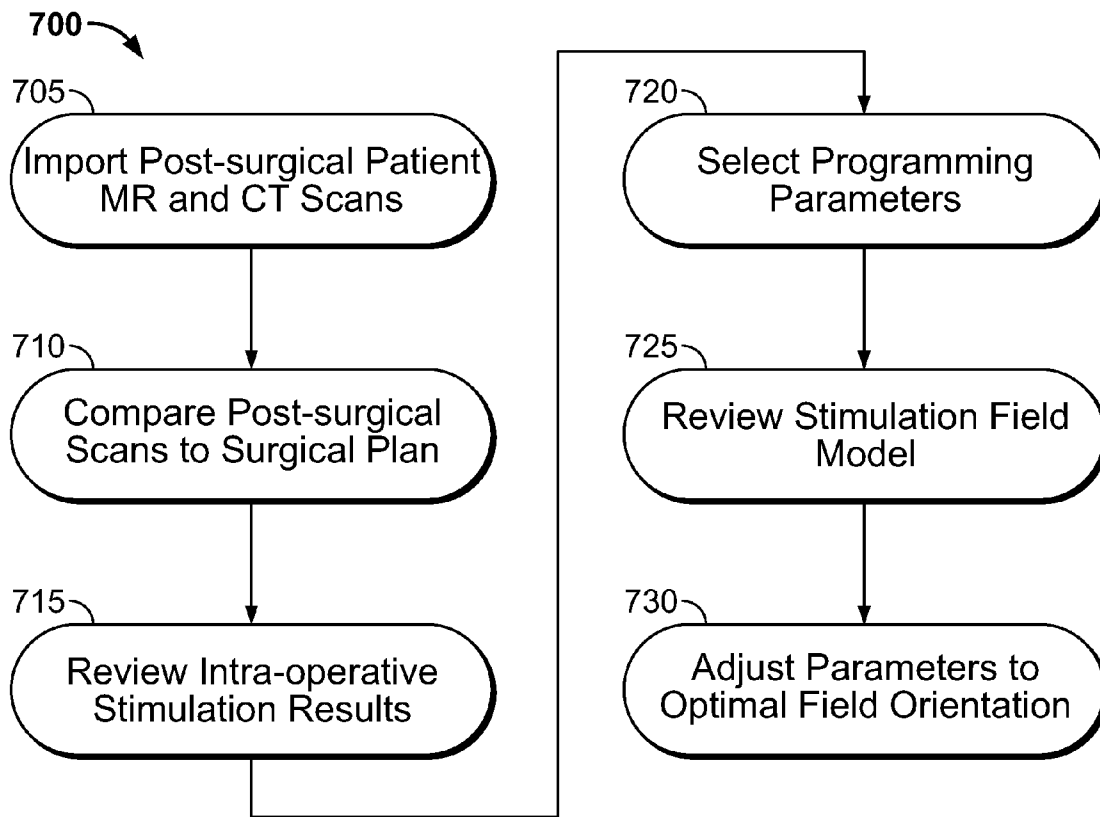 700
705
Import Post-surgical Patient
MR and CT Scans
710
Compare Post-surgical
Scans to Surgical Plan
715
Review Intra-operative
Stimulation Results
720
Select Programming
Parameters
725
Review Stimulation Field
Model
730
Adjust Parameters to
Optimal Field Orientation